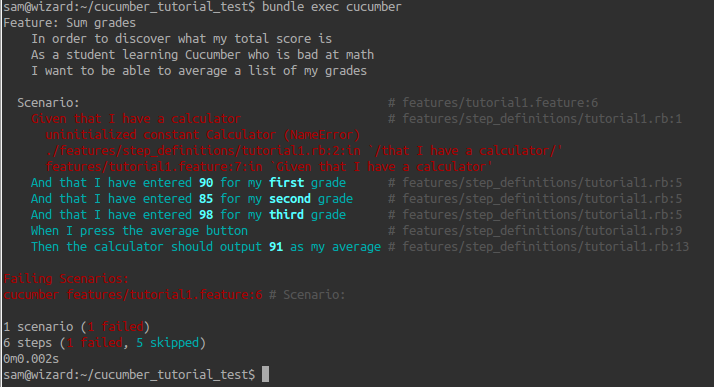 sam@wizard:~/cucumber_tutorial_test$ bundle exec cucumber
Feature: Sum grades
In order to discover what my total score is
As a student learning Cucumber who is bad at math
I want to be able to average a list of my grades
Scenario: # features/tutorial1.feature:6
Given that I have a calculator # features/step_definitions/tutorial1.rb:1
uninitialized constant Calculator (NameError)
./features/step_definitions/tutorial1.rb:2:in `/that I have a calculator/'
features/tutorial1.feature:7:in `Given that I have a calculator'
And that I have entered 90 for my first grade # features/step_definitions/tutorial1.rb:5
And that I have entered 85 for my second grade # features/step_definitions/tutorial1.rb:5
And that I have entered 98 for my third grade # features/step_definitions/tutorial1.rb:5
When I press the average button # features/step_definitions/tutorial1.rb:9
Then the calculator should output 91 as my average # features/step_definitions/tutorial1.rb:13
Failing Scenarios:
cucumber features/tutorial1.feature:6 # Scenario:
1 scenario (1 failed)
6 steps (1 failed, 5 skipped)
0m0.002s
sam@wizard:~/cucumber_tutorial_test$